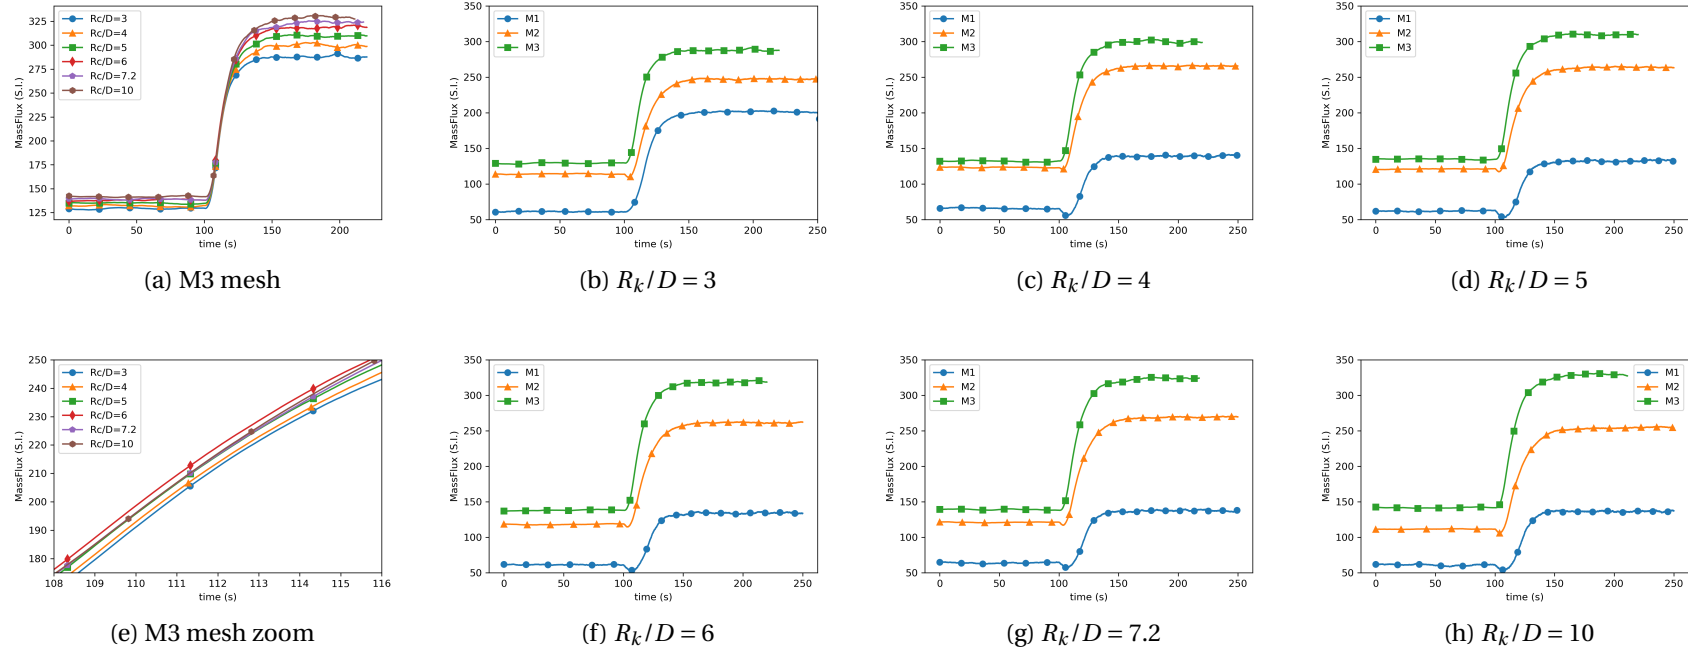 Rc/D=3
Rc/D=4
Rc/D=5
Rc/D=6
Rc/D=7.2
Rc/D=10
MassFlux (S.I.)
325
300
275
250
225
200
175
150
125
0 50 100 150 200
time (s)
(a) M3 mesh
M1
M2
M3
MassFlux (S.I.)
350
300
250
200
150
100
50
0 50 100 150 200 250
time (s)
(b) R_k/D = 3
M1
M2
M3
MassFlux (S.I.)
350
300
250
200
150
100
50
0 50 100 150 200 250
time (s)
(c) R_k/D = 4
M1
M2
M3
MassFlux (S.I.)
350
300
250
200
150
100
50
0 50 100 150 200 250
time (s)
(d) R_k/D = 5
Rc/D=3
Rc/D=4
Rc/D=5
Rc/D=6
Rc/D=7.2
Rc/D=10
MassFlux (S.I.)
250
240
230
220
210
200
190
180
108 109 110 111 112 113 114 115 116
time (s)
(e) M3 mesh zoom
M1
M2
M3
MassFlux (S.I.)
350
300
250
200
150
100
50
0 50 100 150 200 250
time (s)
(f) R_k/D = 6
M1
M2
M3
MassFlux (S.I.)
350
300
250
200
150
100
50
0 50 100 150 200 250
time (s)
(g) R_k/D = 7.2
M1
M2
M3
MassFlux (S.I.)
350
300
250
200
150
100
50
0 50 100 150 200 250
time (s)
(h) R_k/D = 10